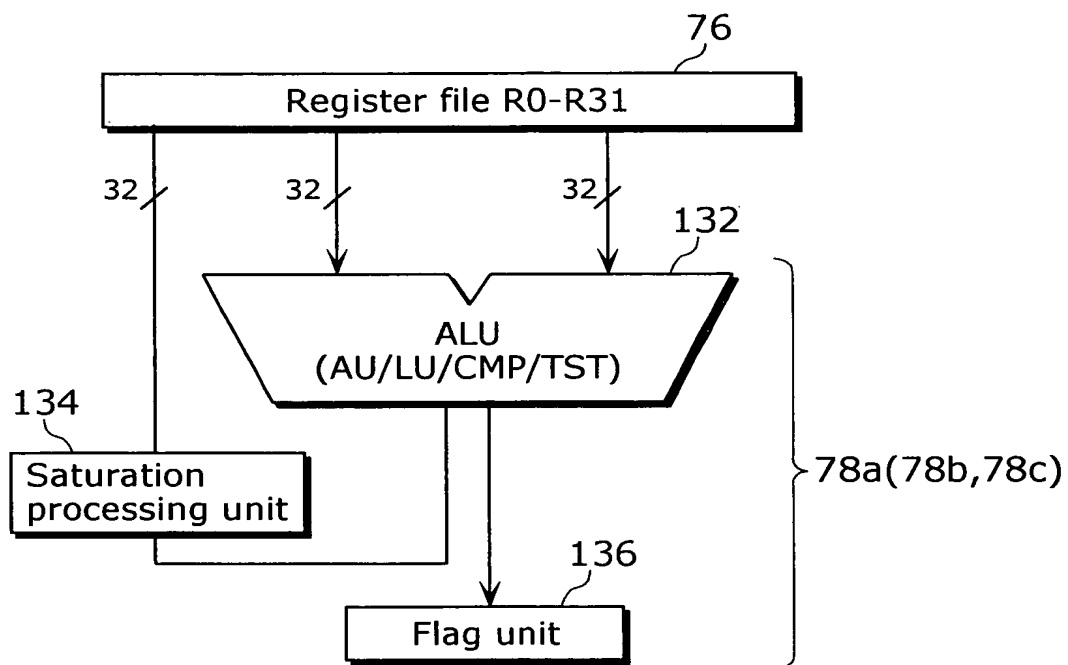 76
Register file R0-R31
32
32
32
132
ALU
(AU/LU/CMP/TST)
134
Saturation
processing unit
78a(78b,78c)
136
Flag unit